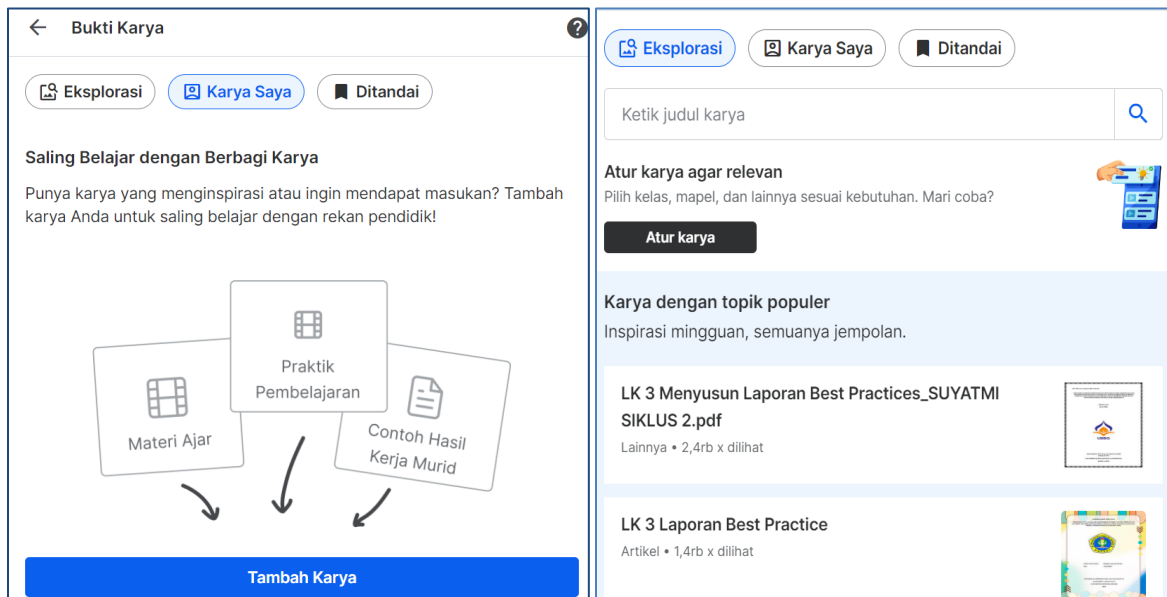 Bukti Karya
Eksplorasi
Karya Saya
Ditandai
Saling Belajar dengan Berbagi Karya
Punya karya yang menginspirasi atau ingin mendapat masukan? Tambah
karya Anda untuk saling belajar dengan rekan pendidik!
Praktik
Pembelajaran
Materi Ajar
Contoh Hasil
Kerja Murid
Tambah Karya
Eksplorasi
Karya Saya
Ditandai
Ketik judul karya
Atur karya agar relevan
Pilih kelas, mapel, dan lainnya sesuai kebutuhan. Mari coba?
Atur karya
Karya dengan topik populer
Inspirasi mingguan, semuanya jempolan.
LK 3 Menyusun Laporan Best Practices_SUYATMI
SIKLUS 2.pdf
Lainnya • 2,4rb x dilihat
LK 3 Laporan Best Practice
Artikel • 1,4rb x dilihat